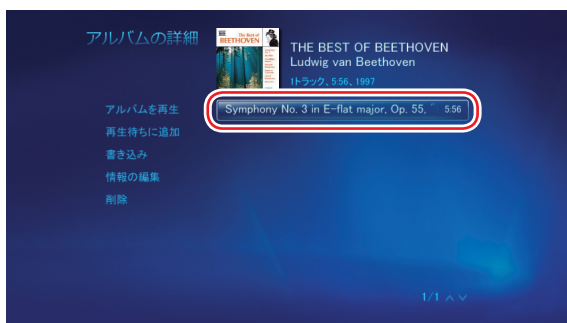 アルバムの詳細
The Best of
BEETHOVEN
THE BEST OF BEETHOVEN
Ludwig van Beethoven
1トラック、5:56、1997
アルバムを再生
Symphony No. 3 in E-flat major, Op. 55, " 5:56
再生待ちに追加
書き込み
情報の編集
削除
1/1